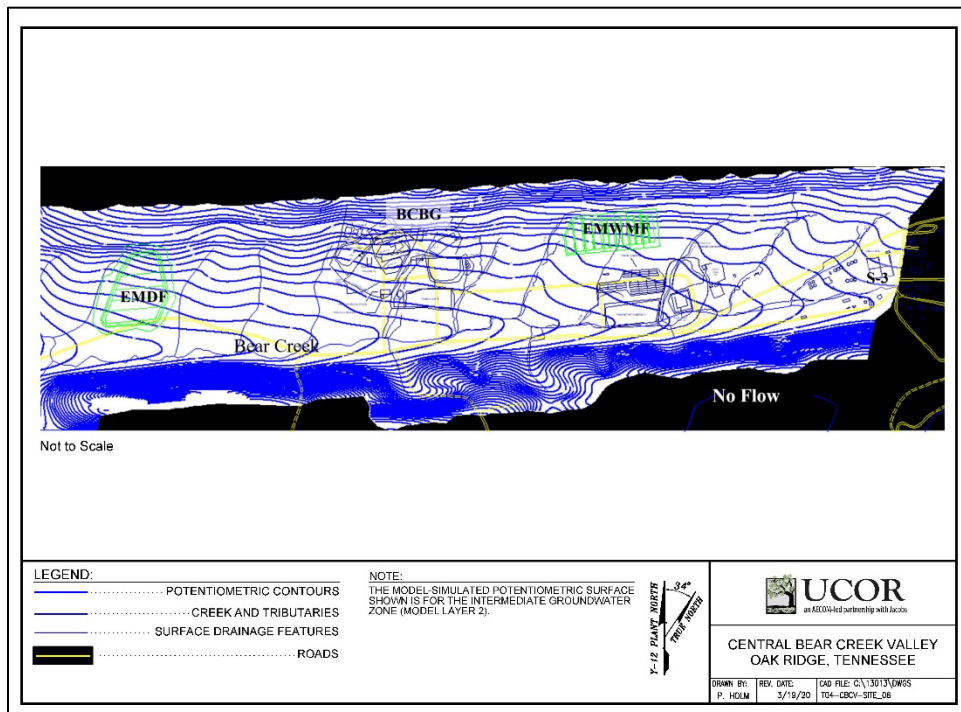 BCBG
EMWMF
S-3
EMDF
Bear Creek
No Flow
Not to Scale
LEGEND:
POTENTIOMETRIC CONTOURS
CREEK AND TRIBUTARIES
SURFACE DRAINAGE FEATURES
ROADS
NOTE:
THE MODEL-SIMULATED POTENTIOMETRIC SURFACE
SHOWN IS FOR THE INTERMEDIATE GROUNDWATER
ZONE (MODEL LAYER 2).
Y-12 PLANT NORTH
34°
TRUE NORTH
UCOR
an AECOM-led partnership with Jacobs
CENTRAL BEAR CREEK VALLEY
OAK RIDGE, TENNESSEE
DRAWN BY:
P. HOLM
REV. DATE:
3/19/20
CAD FILE: C:\13013\DWGS
T04-CBCV-SITE_06